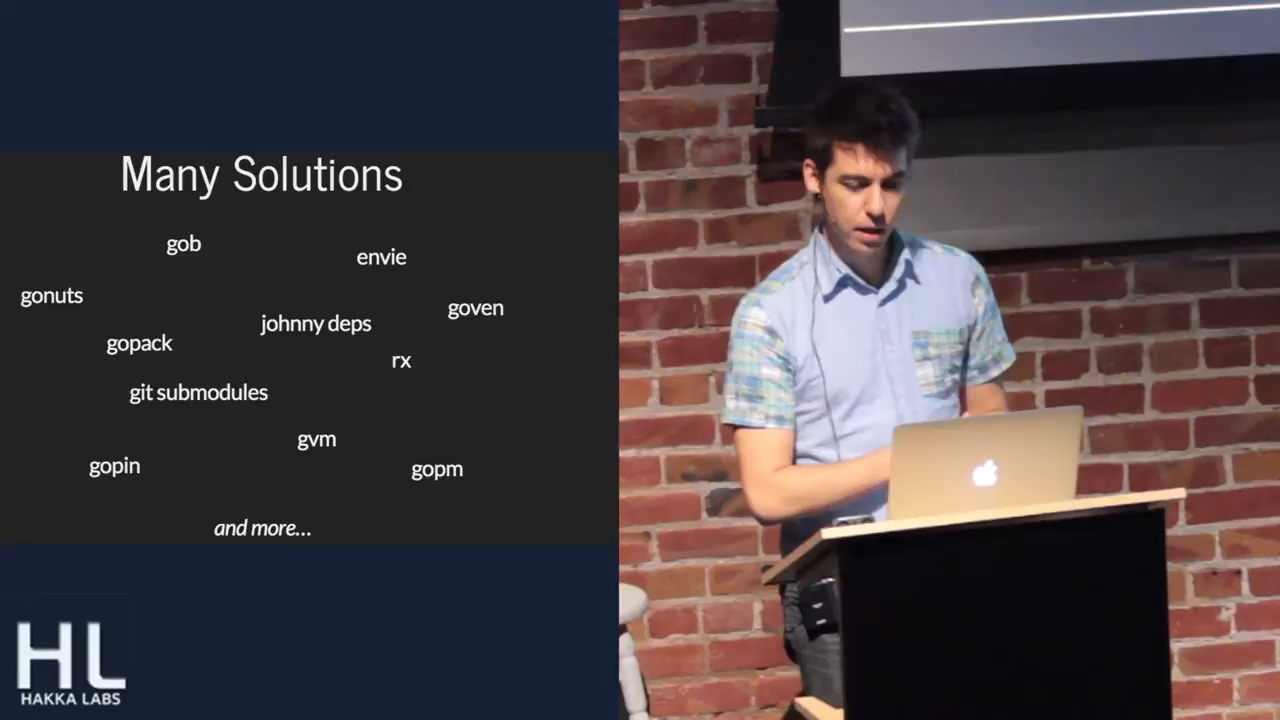 Many Solutions
gob
envie
gonuts
goven
johnny deps
gopack
rx
git submodules
gvm
gopin
gopm
and more...
HL
HAKKA LABS